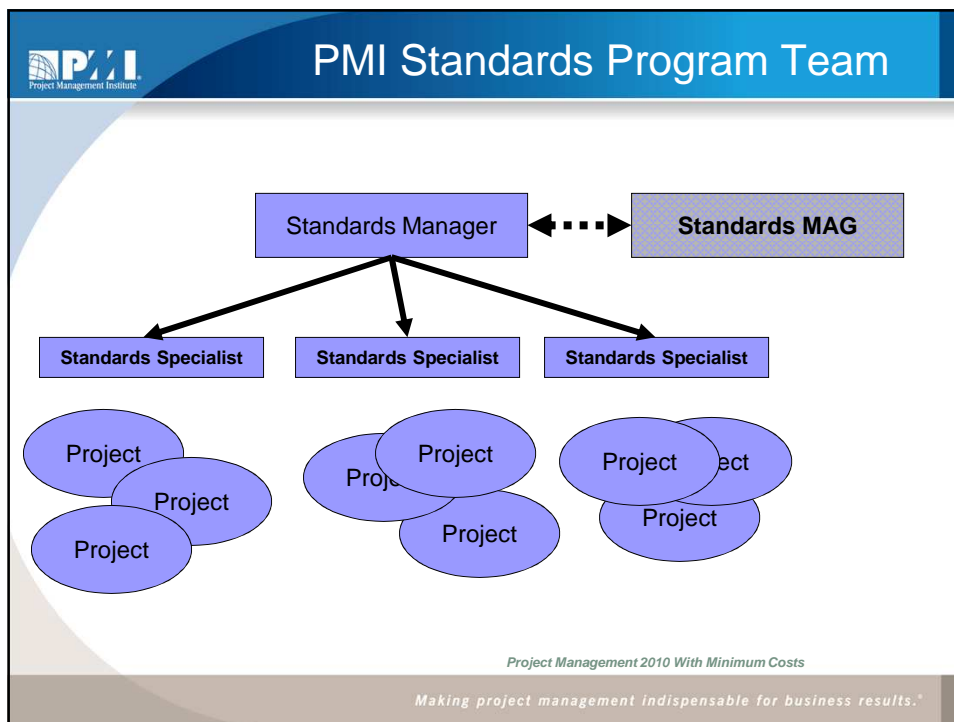 PMI
Project Management Institute
PMI Standards Program Team
Standards Manager
Standards MAG
Standards Specialist
Standards Specialist
Standards Specialist
Project
Project
Project
Project
Proje
Project
Project
ject
Project
Project Management 2010 With Minimum Costs
Making project management indispensable for business results.®